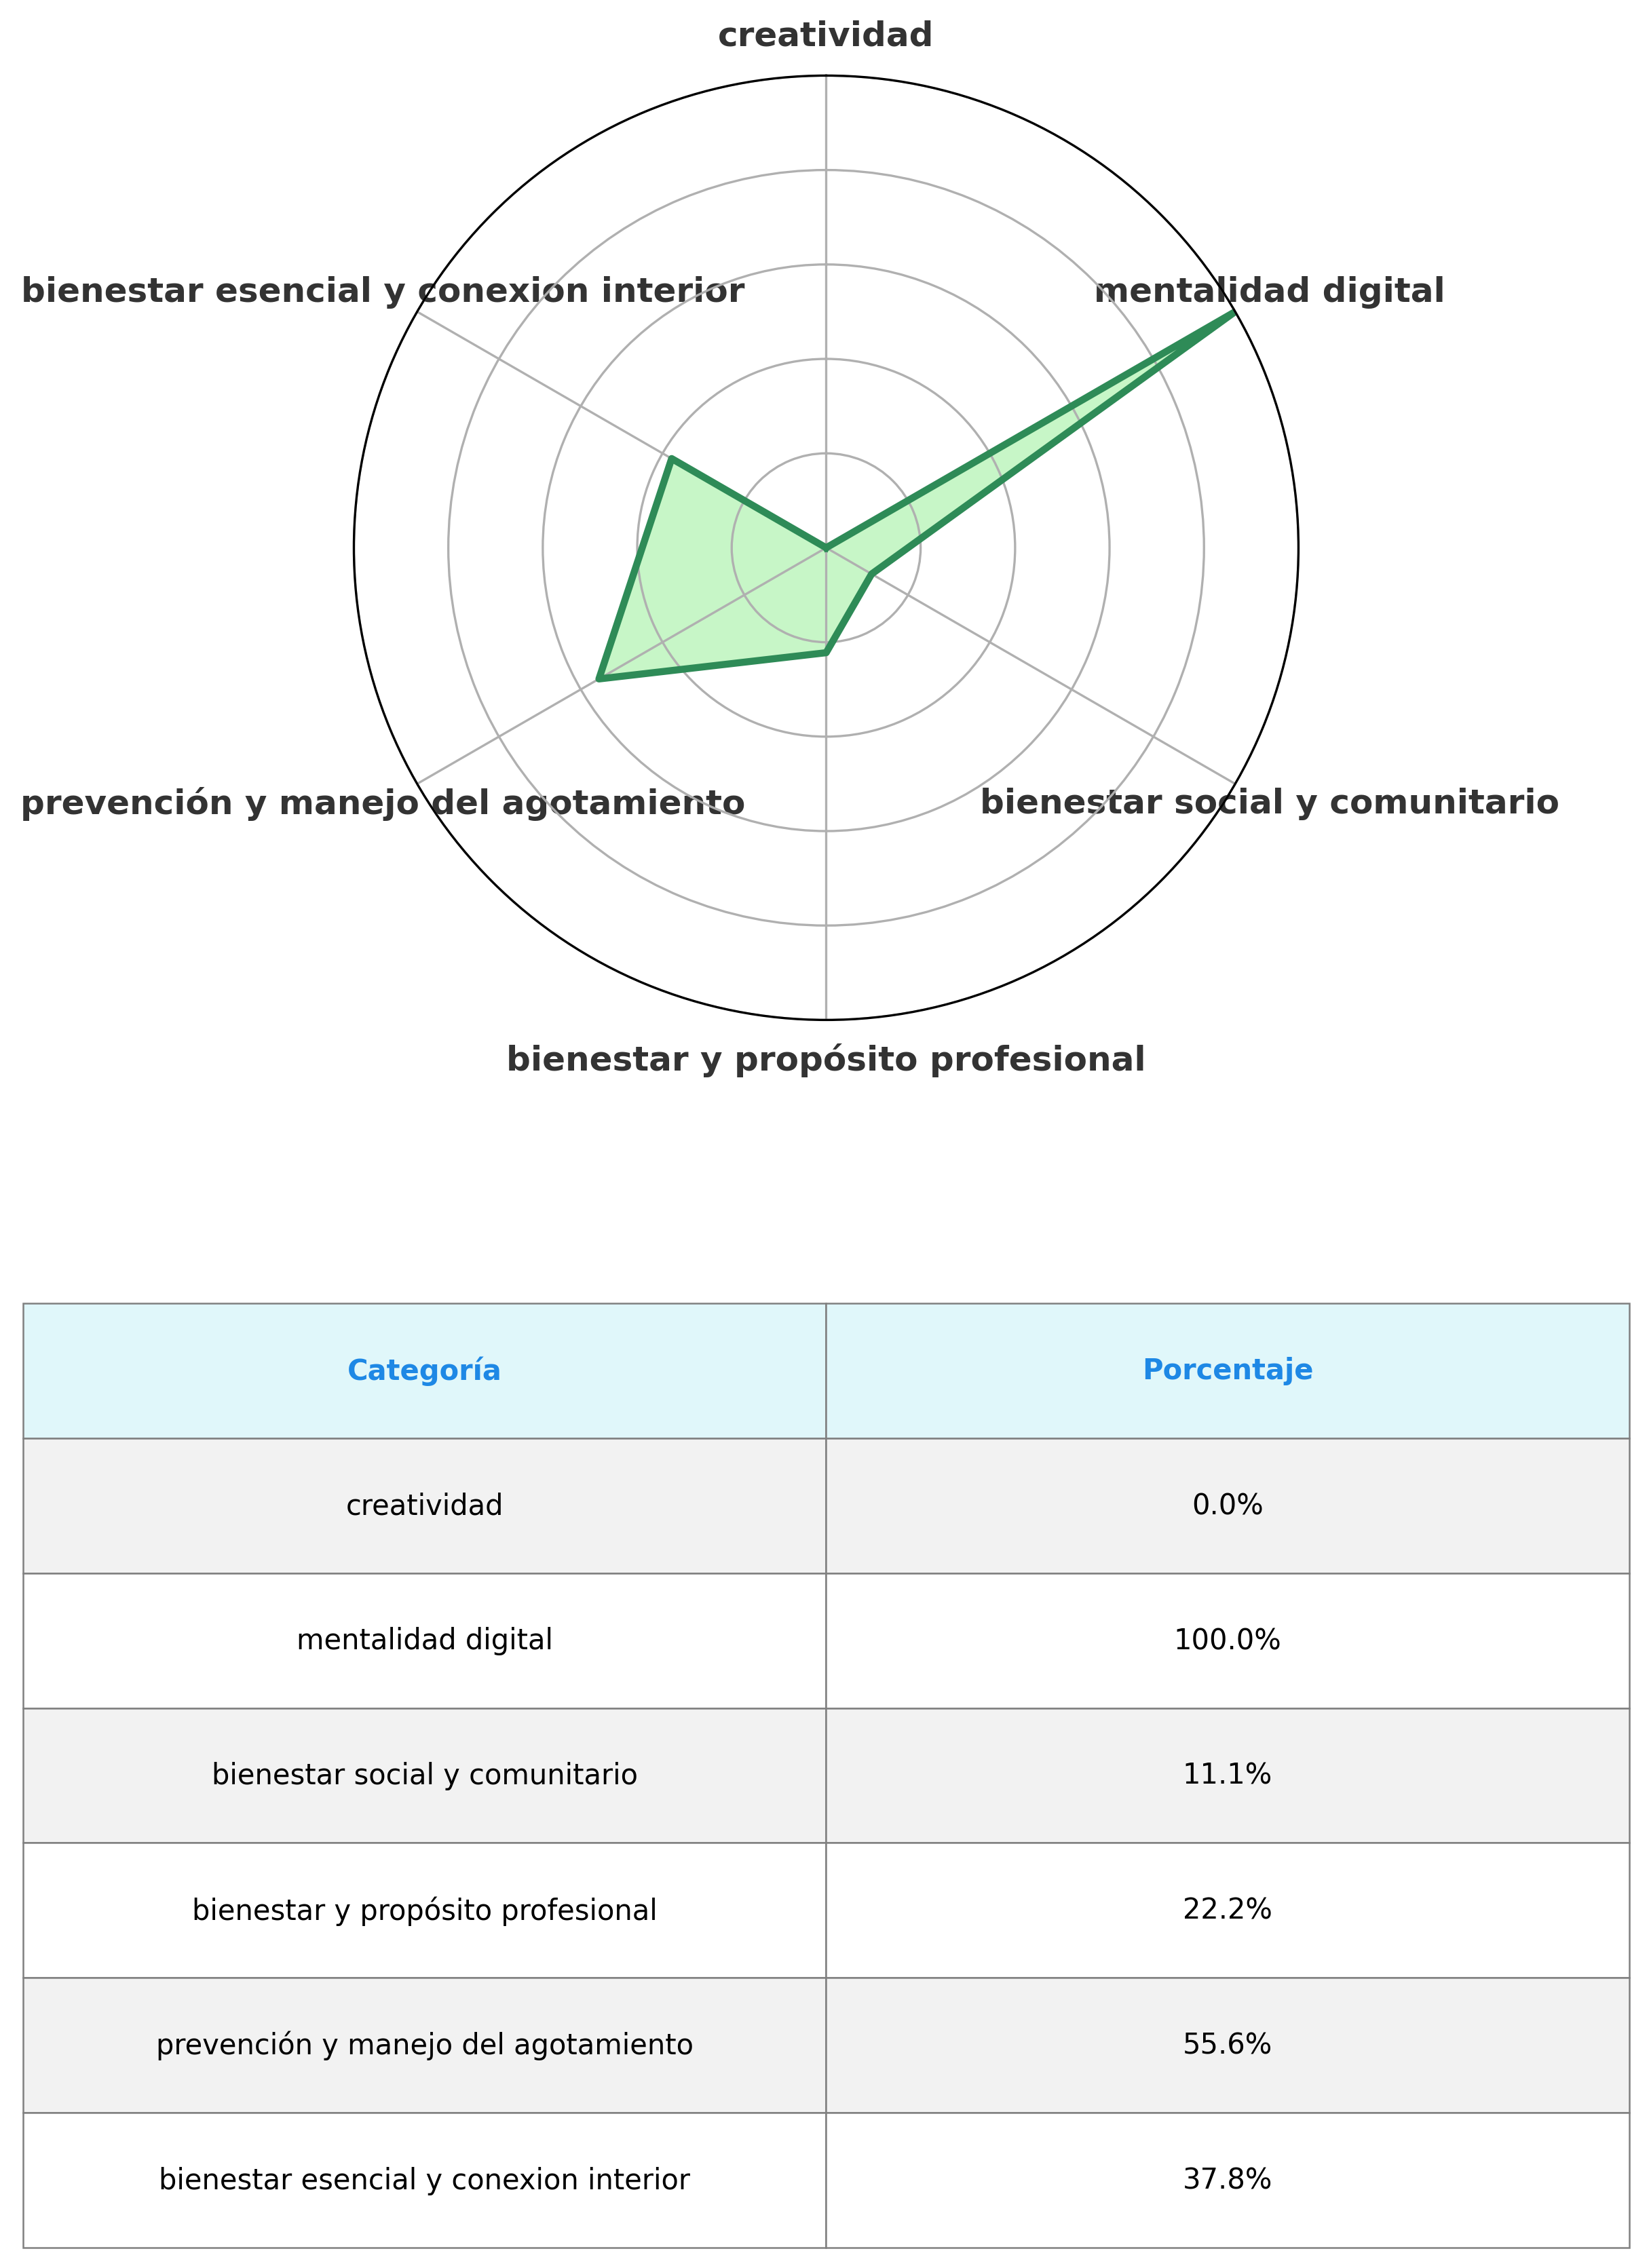 creatividad
bienestar esencial y conexion interior
mentalidad digital
prevención y manejo del agotamiento
bienestar social y comunitario
bienestar y propósito profesional
Categoría Porcentaje
creatividad 0.0%
mentalidad digital 100.0%
bienestar social y comunitario 11.1%
bienestar y propósito profesional 22.2%
prevención y manejo del agotamiento 55.6%
bienestar esencial y conexion interior 37.8%